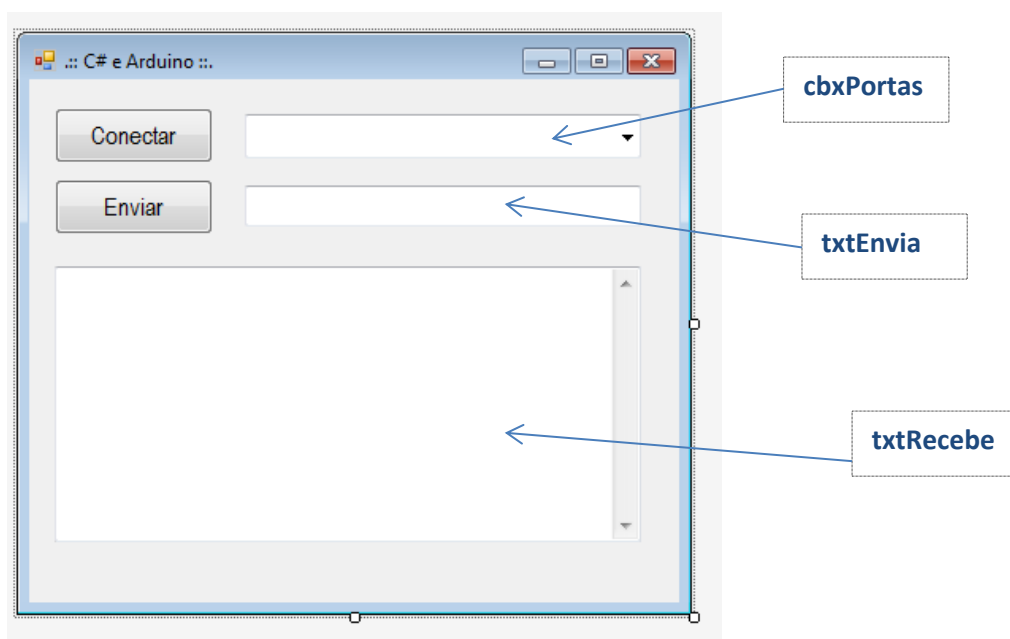 .:: C# e Arduino ::.
cbxPortas
Conectar
Enviar
txtEnvia
txtRecebe